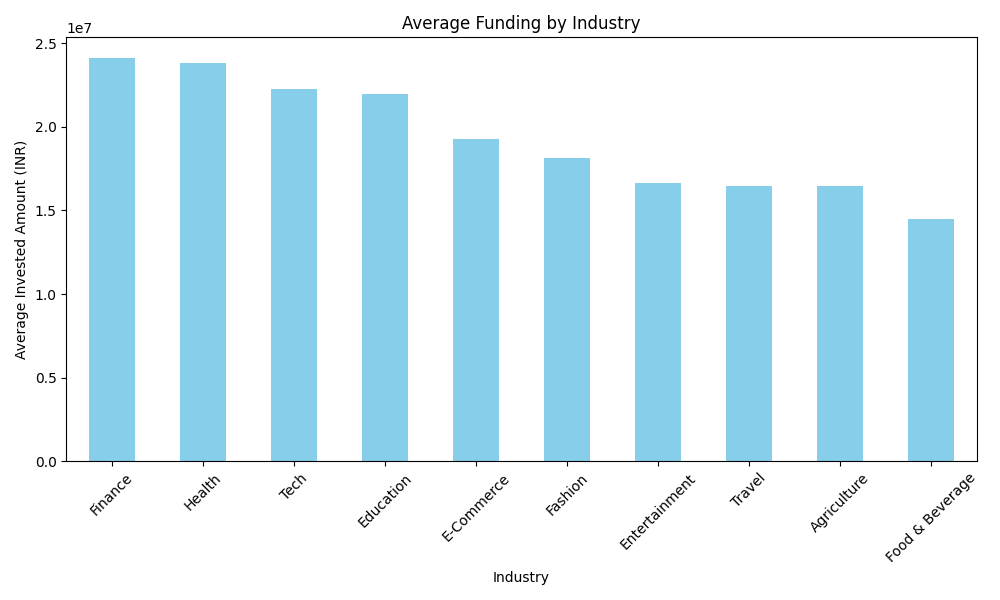 Average Funding by Industry
1e7
Average Invested Amount (INR)
2.5
2.0
1.5
1.0
0.5
0.0
Finance
Health
Tech
Education
E-Commerce
Fashion
Entertainment
Travel
Agriculture
Food & Beverage
Industry